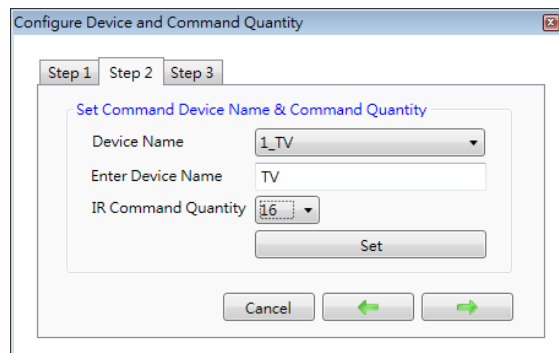 Configure Device and Command Quantity
Step 1 Step 2 Step 3
Set Command Device Name & Command Quantity
Device Name 1_TV
Enter Device Name TV
IR Command Quantity 16
Set
Cancel